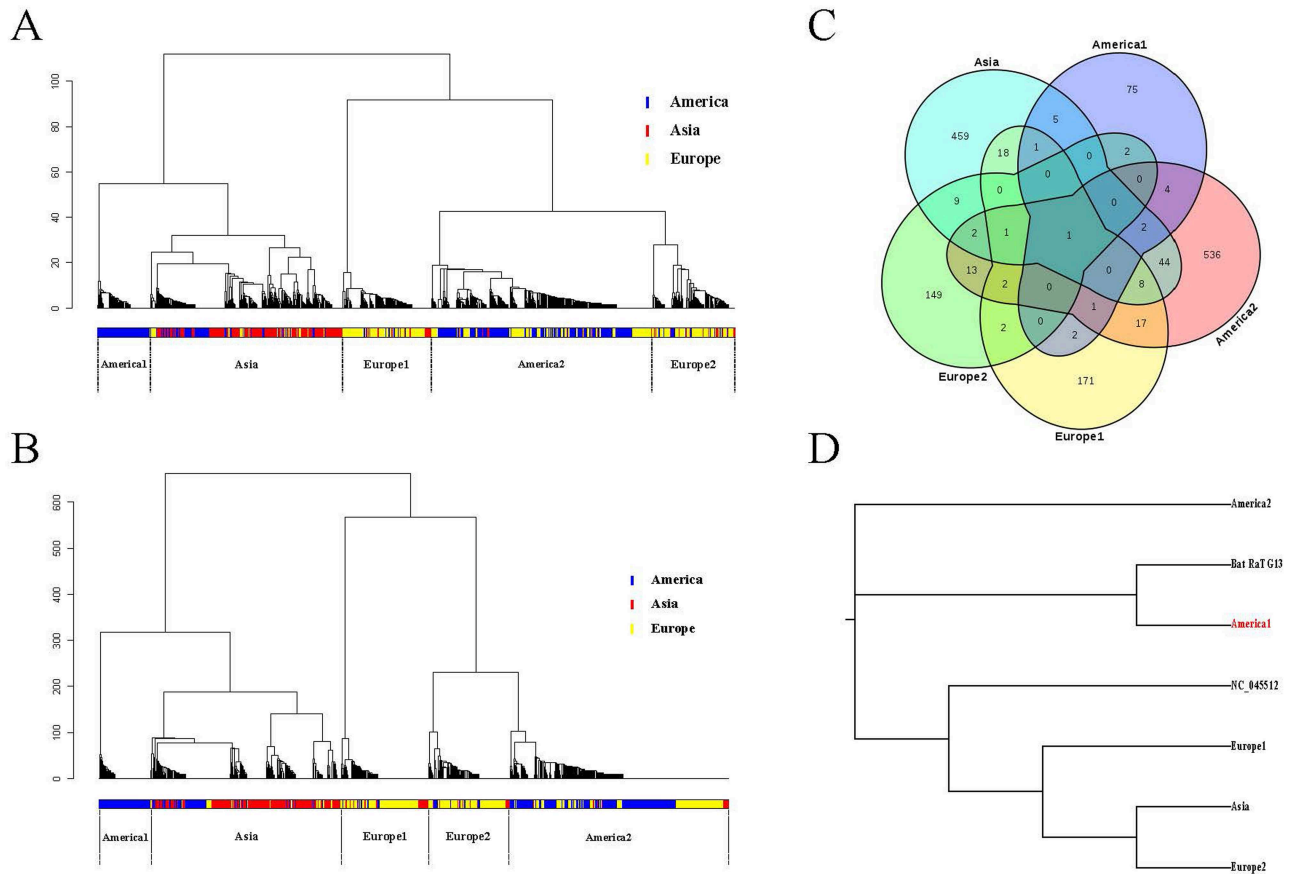 A
100
80
60
40
20
0
America
Asia
Europe
America1
Asia
Europe1
America2
Europe2
B
600
500
400
300
200
100
0
America
Asia
Europe
America1
Asia
Europe1
Europe2
America2
C
America1
Asia
75
5
459
1
0
2
18
0
0
4
0
9
0
2
2
1
1
44
536
13
2
0
0
8
149
1
2
0
2
17
America2
Europe2
171
Europe1
D
America2
Bat RaTG13
America1
NC_045512
Europe1
Asia
Europe2